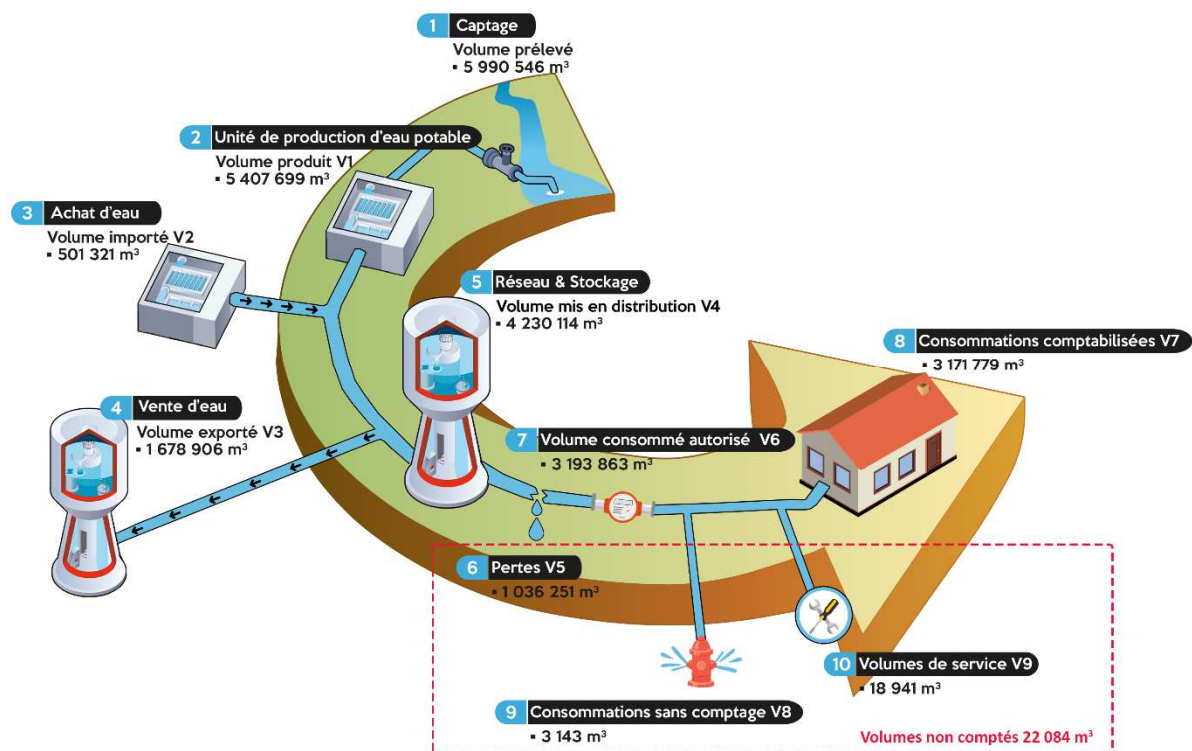 1 Captage
Volume prélevé
▪ 5 990 546 m³
2 Unité de production d'eau potable
Volume produit V1
▪ 5 407 699 m³
3 Achat d'eau
Volume importé V2
▪ 501 321 m³
5 Réseau & Stockage
Volume mis en distribution V4
▪ 4 230 114 m³
8 Consommations comptabilisées V7
▪ 3 171 779 m³
4 Vente d'eau
Volume exporté V3
▪ 1 678 906 m³
7 Volume consommé autorisé V6
▪ 3 193 863 m³
6 Pertes V5
▪ 1 036 251 m³
10 Volumes de service V9
▪ 18 941 m³
9 Consommations sans comptage V8
▪ 3 143 m³
Volumes non comptés 22 084 m³